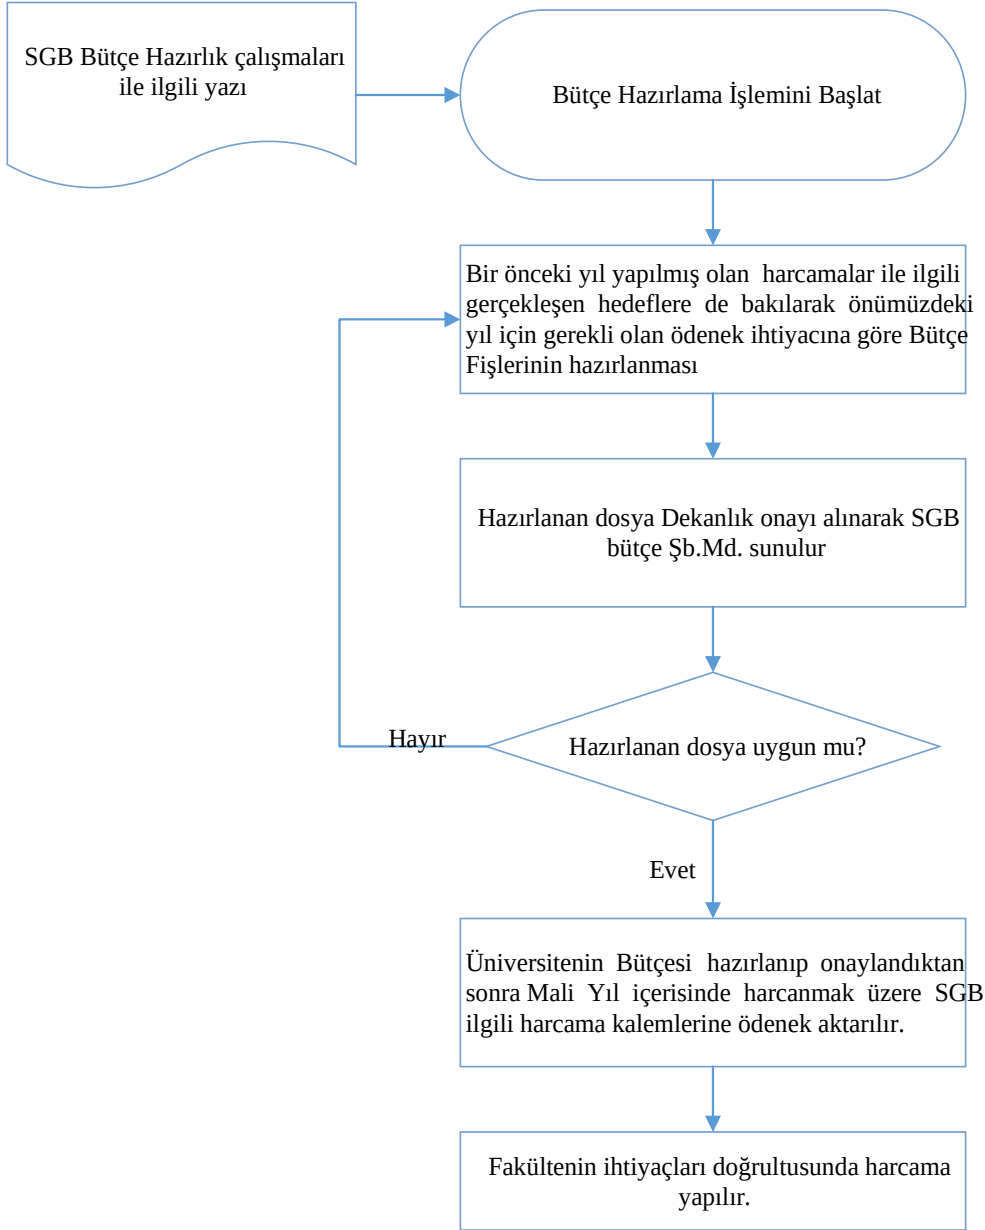 SGB Bütçe Hazırlık çalışmaları
ile ilgili yazı
Bütçe Hazırlama İşlemini Başlat
Bir önceki yıl yapılmış olan harcamalar ile ilgili
gerçekleşen hedeflere de bakılarak önümüzdeki
yıl için gerekli olan ödenek ihtiyacına göre Bütçe
Fişlerinin hazırlanması
Hazırlanan dosya Dekanlık onayı alınarak SGB
bütçe Şb.Md. sunulur
Hayır
Hazırlanan dosya uygun mu?
Evet
Üniversitenin Bütçesi hazırlanıp onaylandıktan
sonra Mali Yıl içerisinde harcanmak üzere SGB
ilgili harcama kalemlerine ödenek aktarılır.
Fakültenin ihtiyaçları doğrultusunda harcama
yapılır.